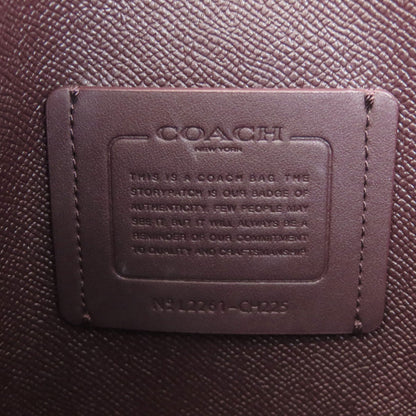 COACH
NEW YORK
THIS IS A COACH BAG. THE
STORYPATCH IS OUR BADGE OF
AUTHENTICITY. FEW PEOPLE MAY
SEE IT, BUT IT WILL ALWAYS BE A
REMINDER OF OUR COMMITMENT
TO QUALITY AND CRAFTSMANSHIP.
Nº L2261-CH225